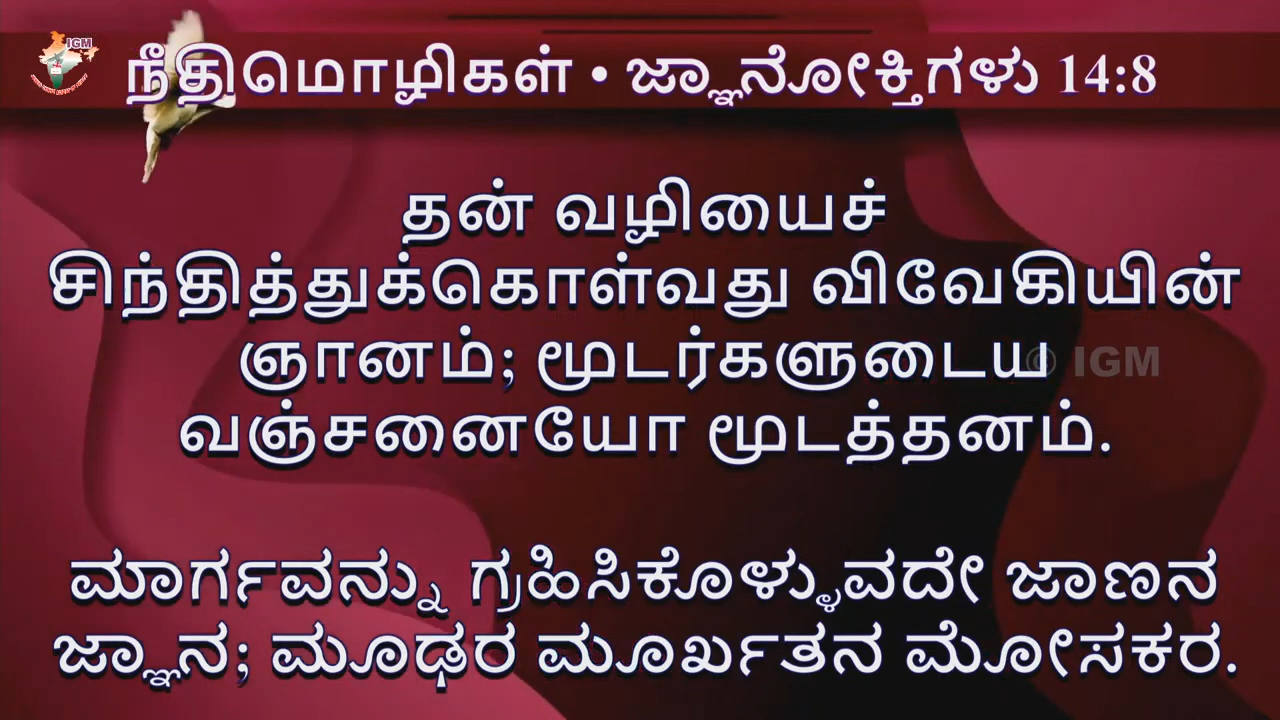 IGM
நீதிமொழிகள் • ಜ್ಞಾನೋಕ್ತಿಗಳು 14:8
தன் வழியைச்
சிந்தித்துக்கொள்வது விவேகியின்
ஞானம்; மூடர்களுடைய
© IGM
வஞ்சனையோ மூடத்தனம்.
ಮಾರ್ಗವನ್ನು ಗ್ರಹಿಸಿಕೊಳ್ಳುವದೇ ಜಾಣನ
ಜ್ಞಾನ; ಮೂಢರ ಮೂರ್ಖತನ ಮೋಸಕರ.